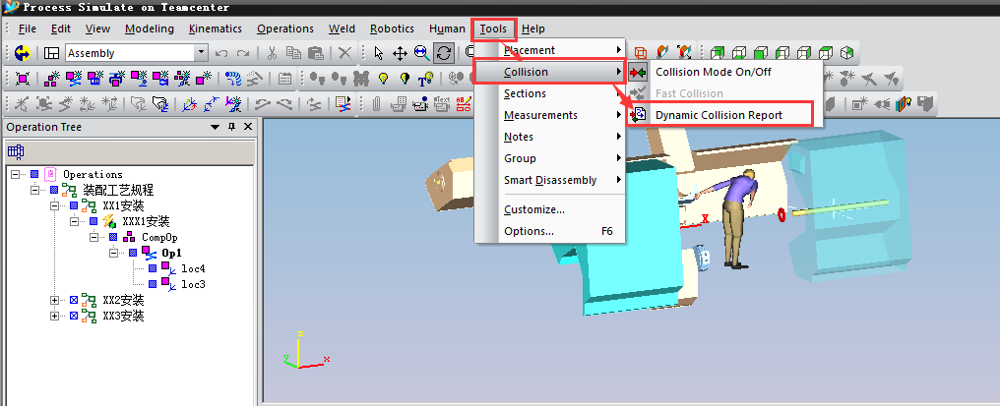 Process Simulate on Teamcenter
File Edit View Modeling Kinematics Operations Weld Robotics Human Tools Help
Assembly
Placement
Collision
Sections
Measurements
Notes
Group
Smart Disassembly
Customize...
Options... F6
Collision Mode On/Off
Fast Collision
Dynamic Collision Report
Operation Tree
Operations
装配工艺规程
XX1安装
XXX1安装
CompOp
Op1
loc4
loc3
XX2安装
XX3安装
X
z
y
x